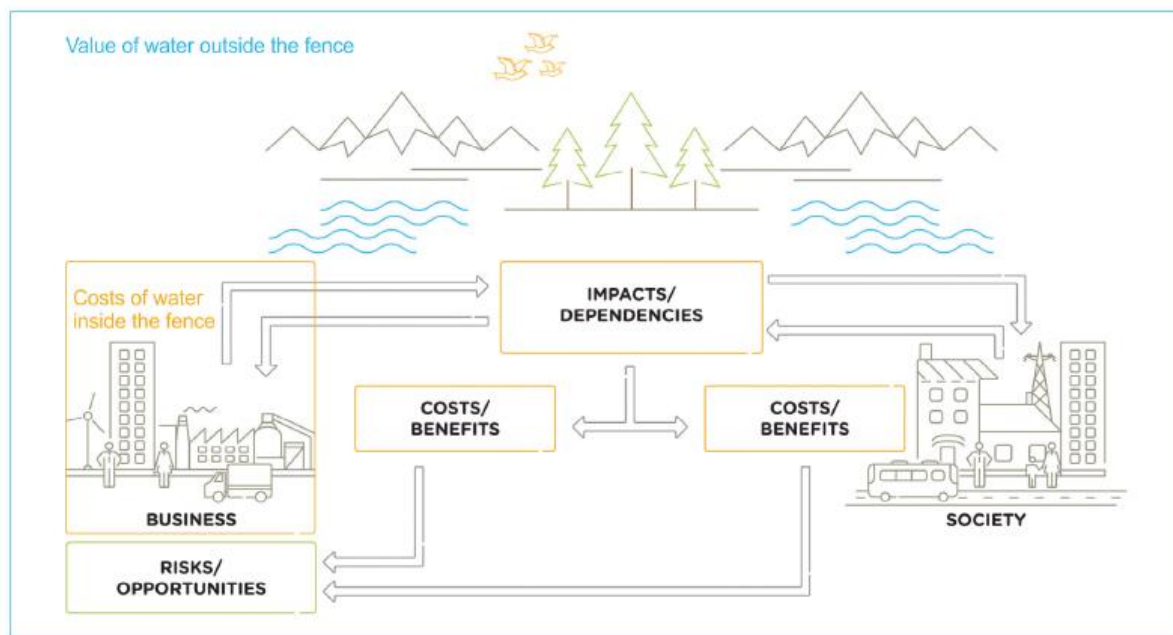 Value of water outside the fence
Costs of water
inside the fence
IMPACTS/
DEPENDENCIES
COSTS/
BENEFITS
COSTS/
BENEFITS
BUSINESS
SOCIETY
RISKS/
OPPORTUNITIES